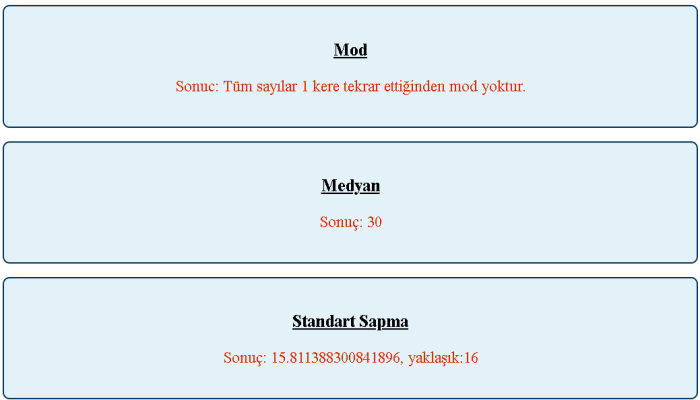 Mod
Sonuc: Tüm sayılar 1 kere tekrar ettiğinden mod yoktur.
Medyan
Sonuç: 30
Standart Sapma
Sonuç: 15.811388300841896, yaklaşık:16